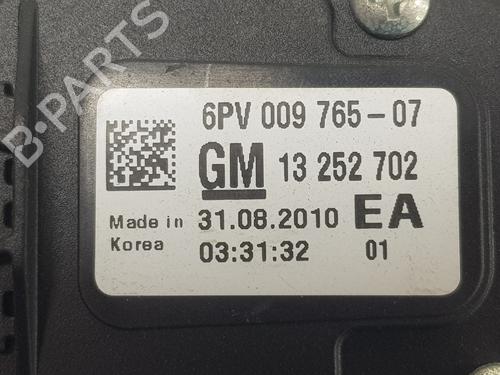 6PV 009 765-07
GM 13 252 702
Made in Korea 31.08.2010 EA
03:31:32 01
B-PARTS